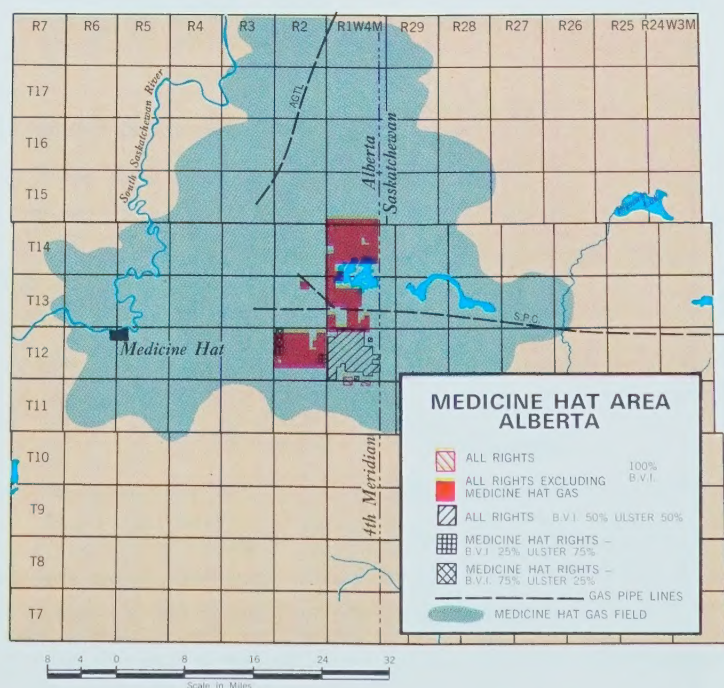 R7 R6 R5 R4 R3 R2 R1W4M R29 R28 R27 R26 R25 R24 W3M
T17
T16
T15
T14
T13
T12
T11
T10
T9
T8
T7
South Saskatchewan River
AGTL
Alberta
Saskatchewan
S.P.C.
Medicine Hat
4th Meridian
MEDICINE HAT AREA
ALBERTA
ALL RIGHTS
100%
B.V.I.
ALL RIGHTS EXCLUDING
MEDICINE HAT GAS
ALL RIGHTS B.V.I. 50% ULSTER 50%
MEDICINE HAT RIGHTS –
B.V.I. 25% ULSTER 75%
MEDICINE HAT RIGHTS –
B.V.I. 75% ULSTER 25%
GAS PIPE LINES
MEDICINE HAT GAS FIELD
8 4 0 8 16 24 32
Scale in Miles